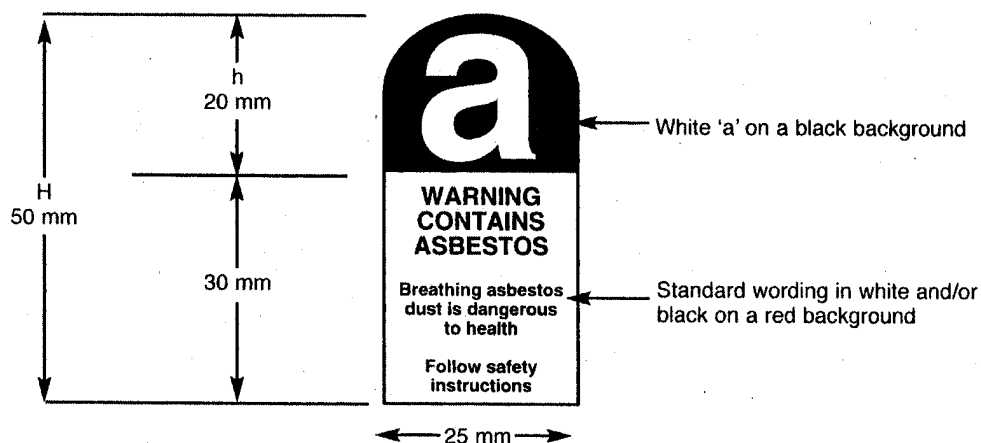 h
20 mm
H
50 mm
30 mm
a
WARNING
CONTAINS
ASBESTOS
Breathing asbestos
dust is dangerous
to health
Follow safety
instructions
White ‘a’ on a black background
Standard wording in white and/or
black on a red background
25 mm